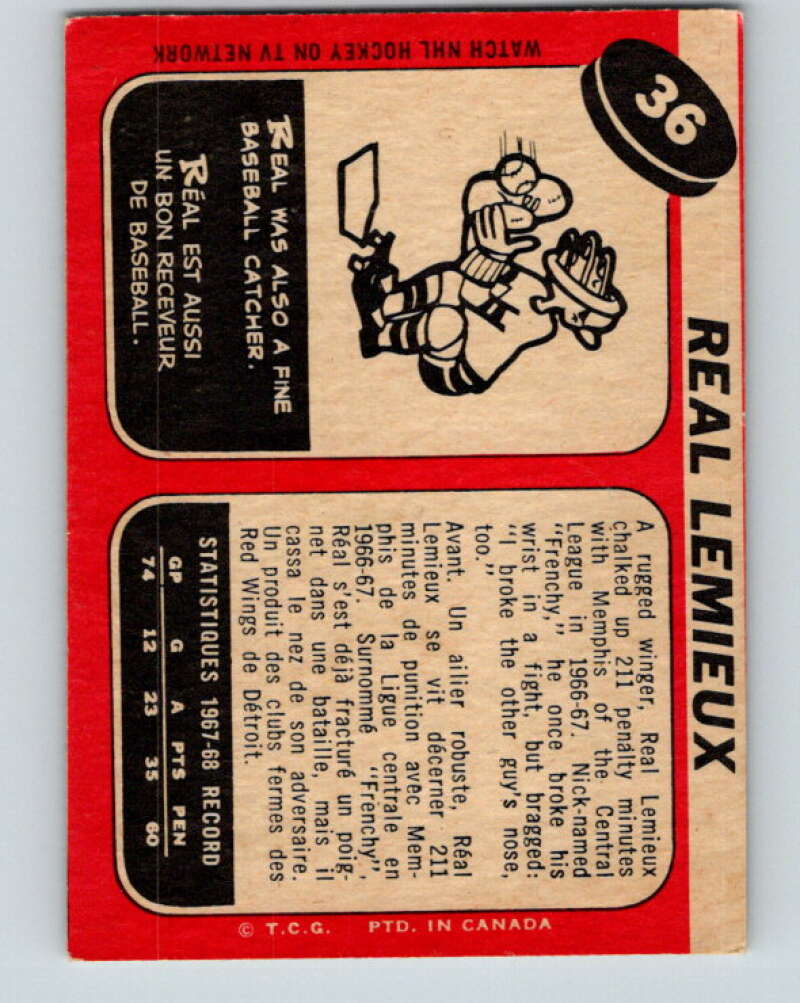 36
REAL LEMIEUX
WATCH NHL HOCKEY ON TV NETWORK
REAL WAS ALSO A FINE
BASEBALL CATCHER.
RÉAL EST AUSSI
UN BON RECEVEUR
DE BASEBALL.
A rugged winger, Real Lemieux
chalked up 211 penalty minutes
with Memphis of the Central
League in 1966-67. Nick-named
"Frenchy," he once broke his
wrist in a fight, but bragged:
"I broke the other guy's nose,
too."
Avant. Un ailier robuste, Réal
Lemieux se vit décerner 211
minutes de punition avec Mem-
phis de la Ligue centrale en
1966-67. Surnommé "Frenchy",
Réal s'est déjà fracturé un poig-
net dans une bataille, mais il
cassa le nez de son adversaire.
Un produit des clubs fermes des
Red Wings de Détroit.
STATISTIQUES 1967-68 RECORD
GP G A PTS PEN
74 12 23 35 60
© T.C.G. PTD. IN CANADA